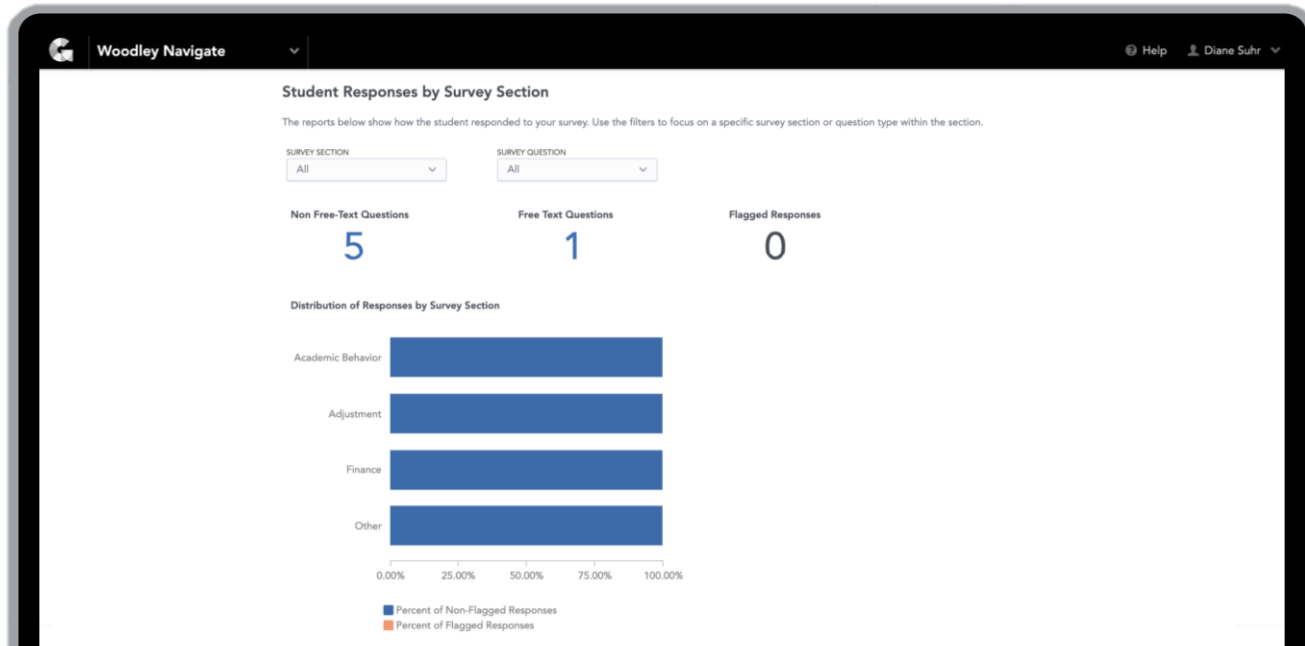 Woodley Navigate
Help
Diane Suhr
Student Responses by Survey Section
The reports below show how the student responded to your survey. Use the filters to focus on a specific survey section or question type within the section.
SURVEY SECTION
SURVEY QUESTION
All
All
Non Free-Text Questions
Free Text Questions
Flagged Responses
5
1
0
Distribution of Responses by Survey Section
Academic Behavior
Adjustment
Finance
Other
0.00% 25.00% 50.00% 75.00% 100.00%
Percent of Non-Flagged Responses
Percent of Flagged Responses